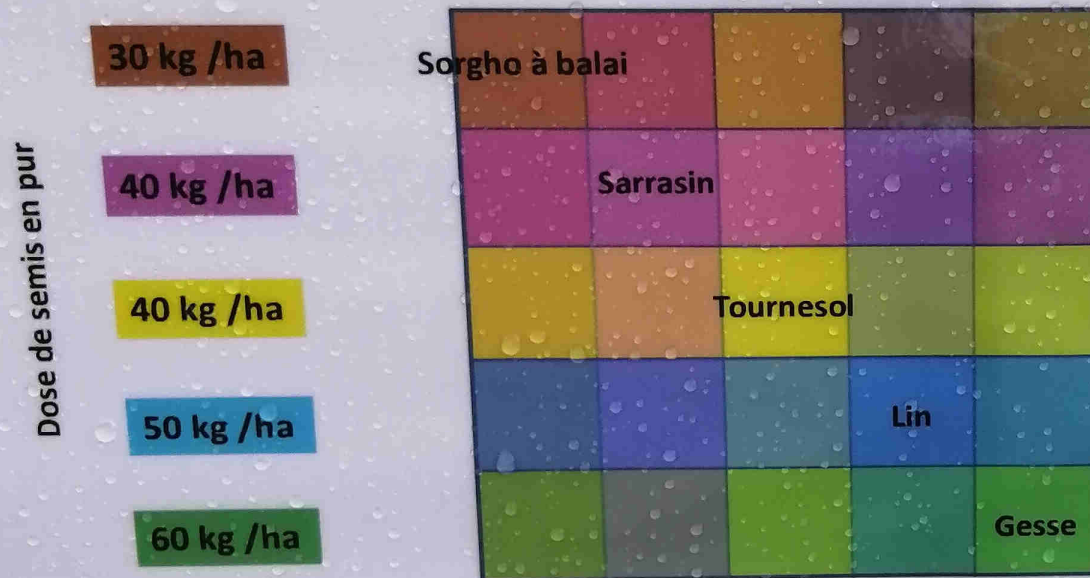 Dose de semis en pur
30 kg /ha
Sorgho à balai
40 kg /ha
Sarrasin
40 kg /ha
Tournesol
50 kg /ha
Lin
60 kg /ha
Gesse